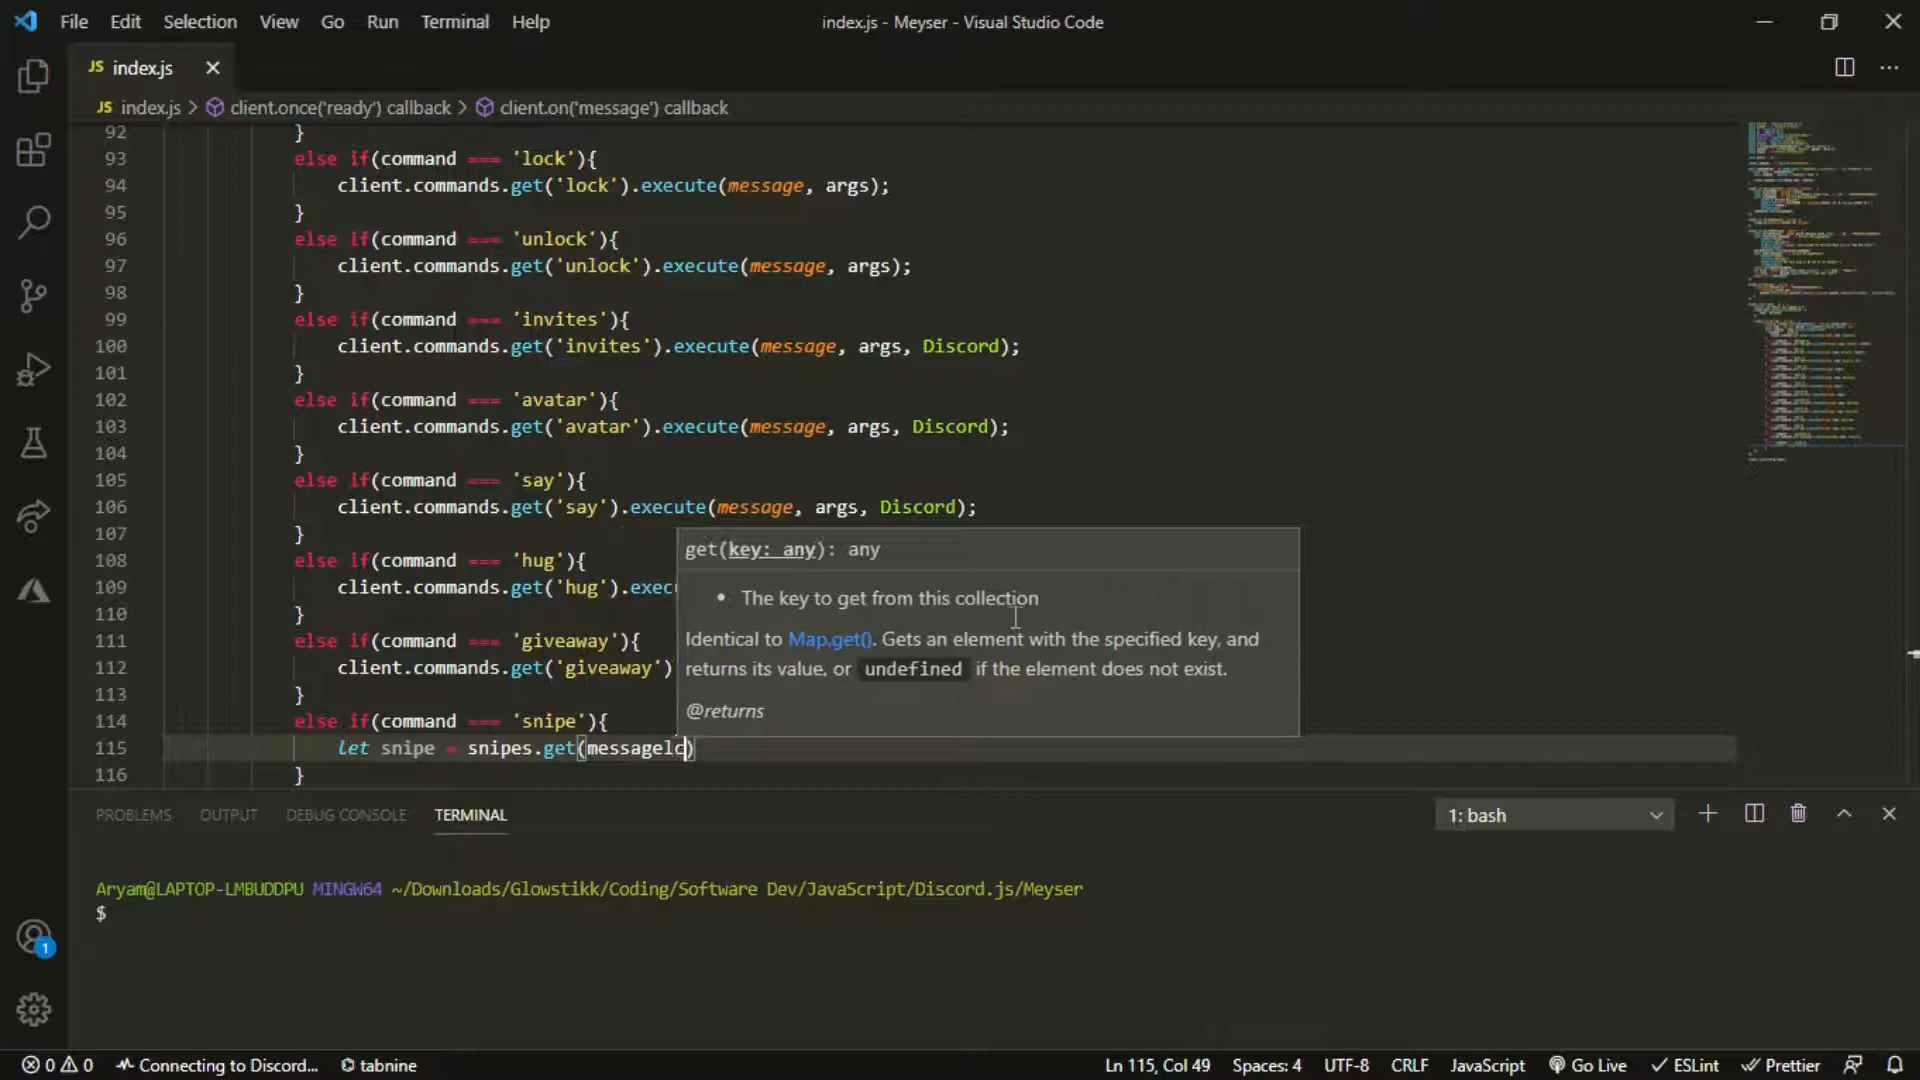 File Edit Selection View Go Run Terminal Help
index.js - Meyser - Visual Studio Code
JS index.js
JS index.js > client.once('ready') callback > client.on('message') callback
92 }
93 else if(command === 'lock'){
94 client.commands.get('lock').execute(message, args);
95 }
96 else if(command === 'unlock'){
97 client.commands.get('unlock').execute(message, args);
98 }
99 else if(command === 'invites'){
100 client.commands.get('invites').execute(message, args, Discord);
101 }
102 else if(command === 'avatar'){
103 client.commands.get('avatar').execute(message, args, Discord);
104 }
105 else if(command === 'say'){
106 client.commands.get('say').execute(message, args, Discord);
107 }
108 else if(command === 'hug'){
109 client.commands.get('hug').exec
110 }
111 else if(command === 'giveaway'){
112 client.commands.get('giveaway')
113 }
114 else if(command === 'snipe'){
115 let snipe = snipes.get(messagelc)
116 }
get(key: any): any
• The key to get from this collection
Identical to Map.get(). Gets an element with the specified key, and
returns its value, or undefined if the element does not exist.
@returns
PROBLEMS OUTPUT DEBUG CONSOLE TERMINAL
1: bash
Aryam@LAPTOP-LMBUDDPU MINGW64 ~/Downloads/Glowstikk/Coding/Software Dev/JavaScript/Discord.js/Meyser
$
1
0 0 Connecting to Discord... tabnine
Ln 115, Col 49 Spaces: 4 UTF-8 CRLF JavaScript Go Live ESLint Prettier